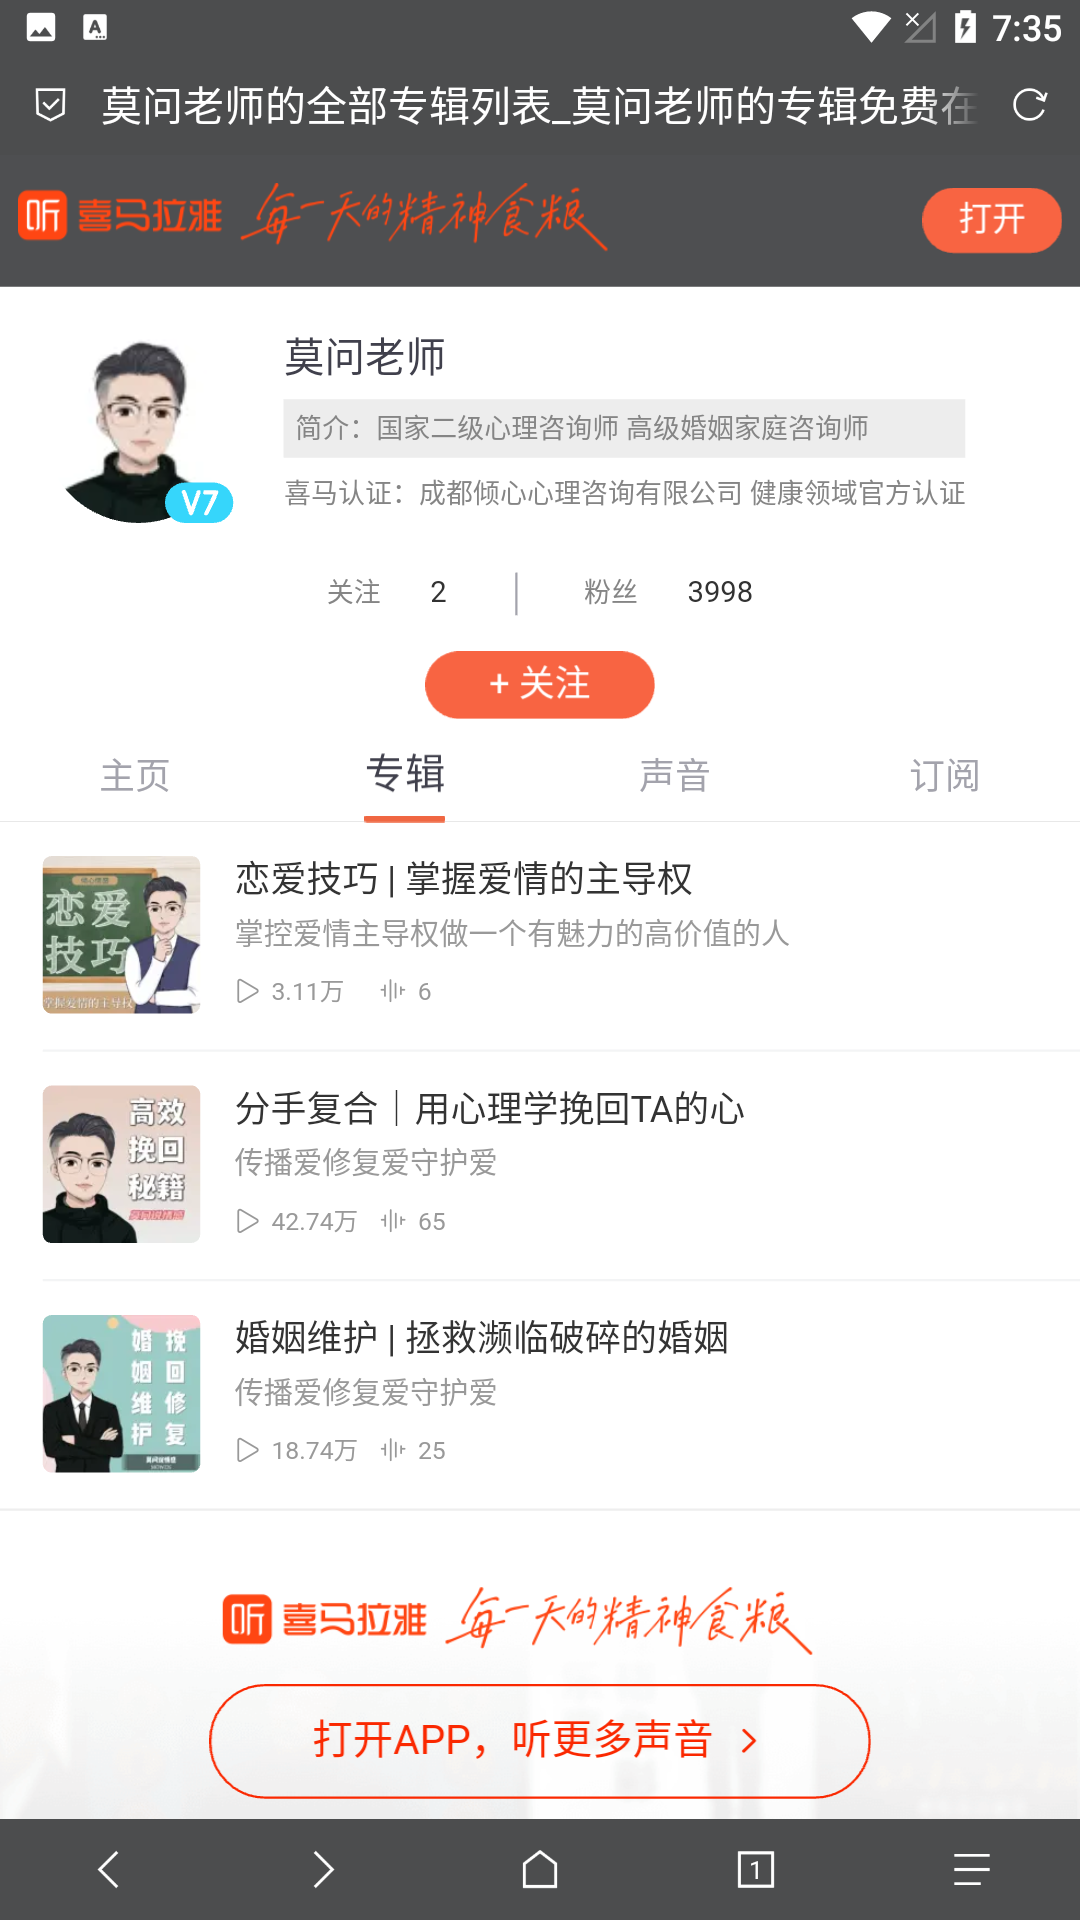 7:35
莫问老师的全部专辑列表_莫问老师的专辑免费在
听 喜马拉雅 每一天的精神食粮
打开
莫问老师
简介：国家二级心理咨询师 高级婚姻家庭咨询师
V7
喜马认证：成都倾心心理咨询有限公司 健康领域官方认证
关注 2 粉丝 3998
+ 关注
主页 专辑 声音 订阅
恋爱技巧
掌握爱情的主导权
恋爱技巧 | 掌握爱情的主导权
掌控爱情主导权做一个有魅力的高价值的人
3.11万 6
高效
挽回
秘籍
分手复合｜用心理学挽回TA的心
传播爱修复爱守护爱
42.74万 65
婚姻维护
挽回修复
婚姻维护 | 拯救濒临破碎的婚姻
传播爱修复爱守护爱
18.74万 25
听 喜马拉雅 每一天的精神食粮
打开APP，听更多声音
1